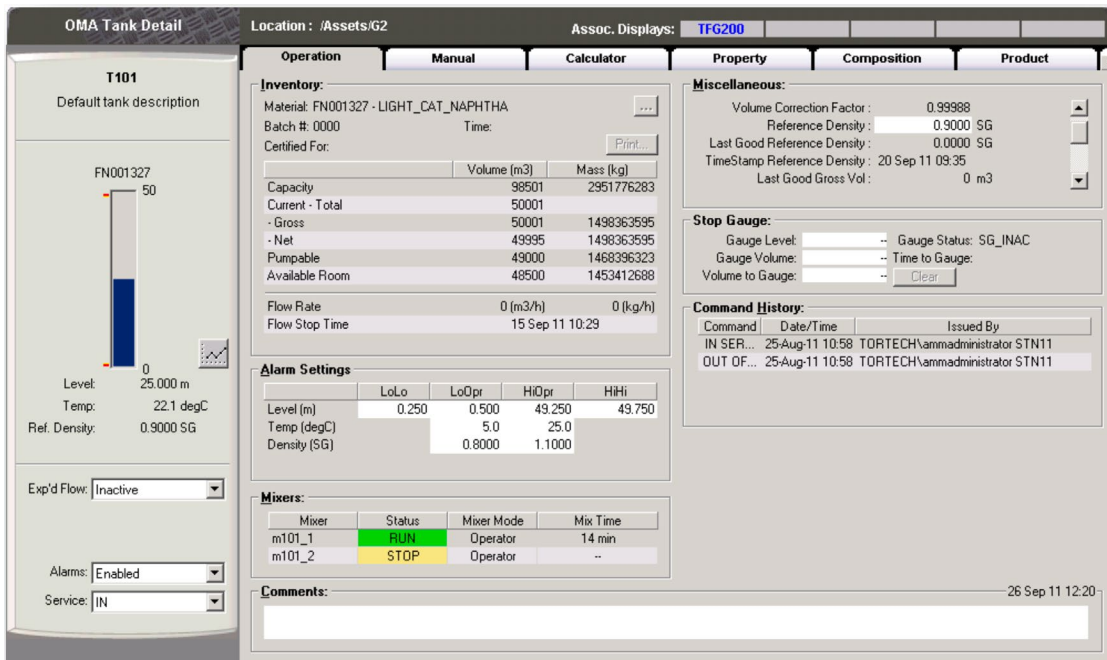 OMA Tank Detail
Location : /Assets/G2
Assoc. Displays: TFG200
T101
Default tank description
FN001327
50
0
Level: 25.000 m
Temp: 22.1 degC
Ref. Density: 0.9000 SG
Exp'd Flow: Inactive
Alarms: Enabled
Service: IN
Operation Manual Calculator Property Composition Product
Inventory:
Material: FN001327 - LIGHT_CAT_NAPHTHA ...
Batch #: 0000 Time:
Certified For: Print...
Volume (m3) Mass (kg)
Capacity 98501 2951776283
Current - Total 50001
- Gross 50001 1498363595
- Net 49995 1498363595
Pumpable 49000 1468396323
Available Room 48500 1453412688
Flow Rate 0 (m3/h) 0 (kg/h)
Flow Stop Time 15 Sep 11 10:29
Alarm Settings
LoLo LoOpr HiOpr HiHi
Level (m) 0.250 0.500 49.250 49.750
Temp (degC) 5.0 25.0
Density (SG) 0.8000 1.1000
Mixers:
Mixer Status Mixer Mode Mix Time
m101_1 RUN Operator 14 min
m101_2 STOP Operator --
Miscellaneous:
Volume Correction Factor : 0.99988
Reference Density : 0.9000 SG
Last Good Reference Density : 0.0000 SG
TimeStamp Reference Density : 20 Sep 11 09:35
Last Good Gross Vol : 0 m3
Stop Gauge:
Gauge Level: -- Gauge Status: SG_INAC
Gauge Volume: -- Time to Gauge:
Volume to Gauge: -- Clear
Command History:
Command Date/Time Issued By
IN SER... 25-Aug-11 10:58 TORTECH\ammadministrator STN11
OUT OF... 25-Aug-11 10:58 TORTECH\ammadministrator STN11
Comments: 26 Sep 11 12:20